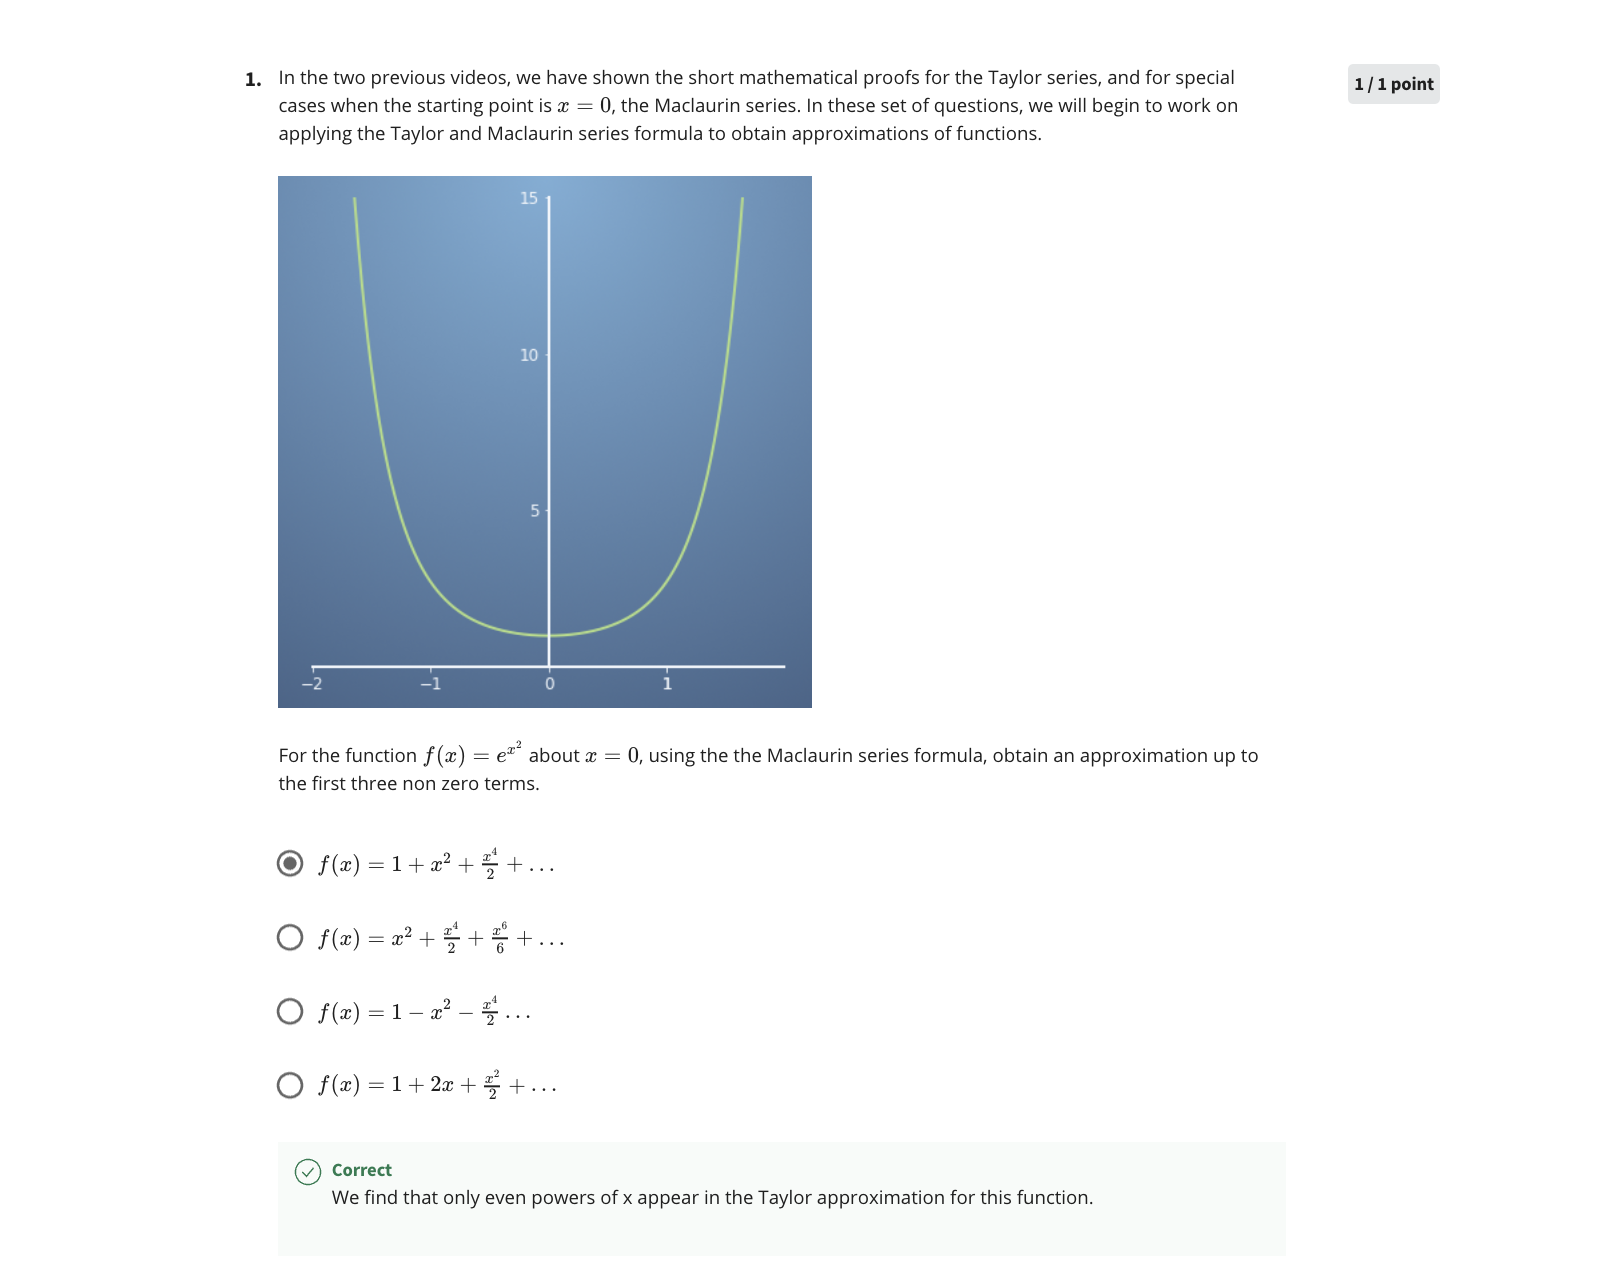 1. In the two previous videos, we have shown the short mathematical proofs for the Taylor series, and for special
cases when the starting point is x = 0, the Maclaurin series. In these set of questions, we will begin to work on
applying the Taylor and Maclaurin series formula to obtain approximations of functions.
1 / 1 point
15
10
5
−2 −1 0 1
For the function f(x) = e^{x^2} about x = 0, using the the Maclaurin series formula, obtain an approximation up to
the first three non zero terms.
f(x) = 1 + x^2 + \frac{x^4}{2} + …
f(x) = x^2 + \frac{x^4}{2} + \frac{x^6}{6} + …
f(x) = 1 − x^2 − \frac{x^4}{2} …
f(x) = 1 + 2x + \frac{x^2}{2} + …
Correct
We find that only even powers of x appear in the Taylor approximation for this function.